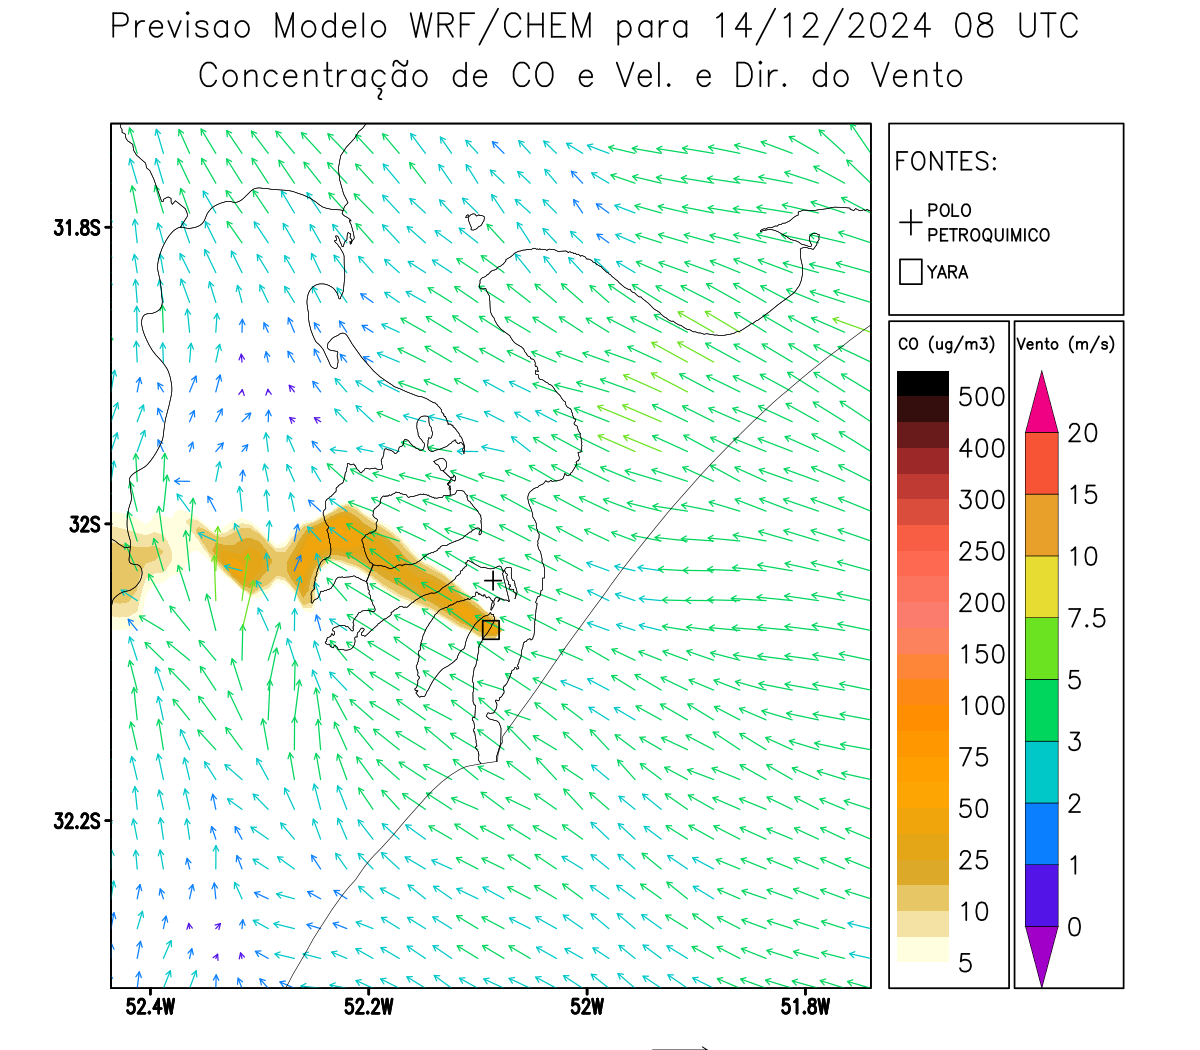 Previsao Modelo WRF/CHEM para 14/12/2024 08 UTC
Concentração de CO e Vel. e Dir. do Vento
FONTES:
POLO
PETROQUIMICO
YARA
CO (ug/m3)
500
400
300
250
200
150
100
75
50
25
10
5
Vento (m/s)
20
15
10
7.5
5
3
2
1
0
31.8S
32S
32.2S
52.4W
52.2W
52W
51.8W